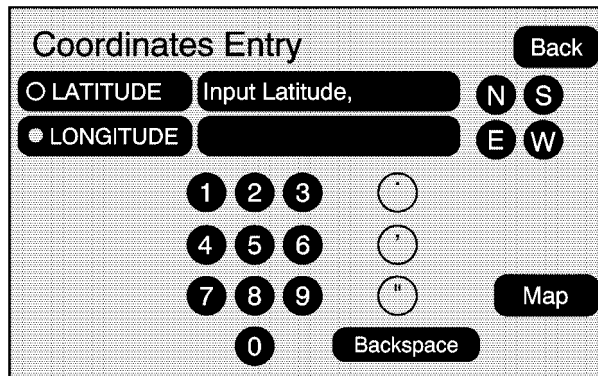 Coordinates Entry Back
LATITUDE Input Latitude, N S
LONGITUDE E W
1 2 3 °
4 5 6 '
7 8 9 " Map
0 Backspace